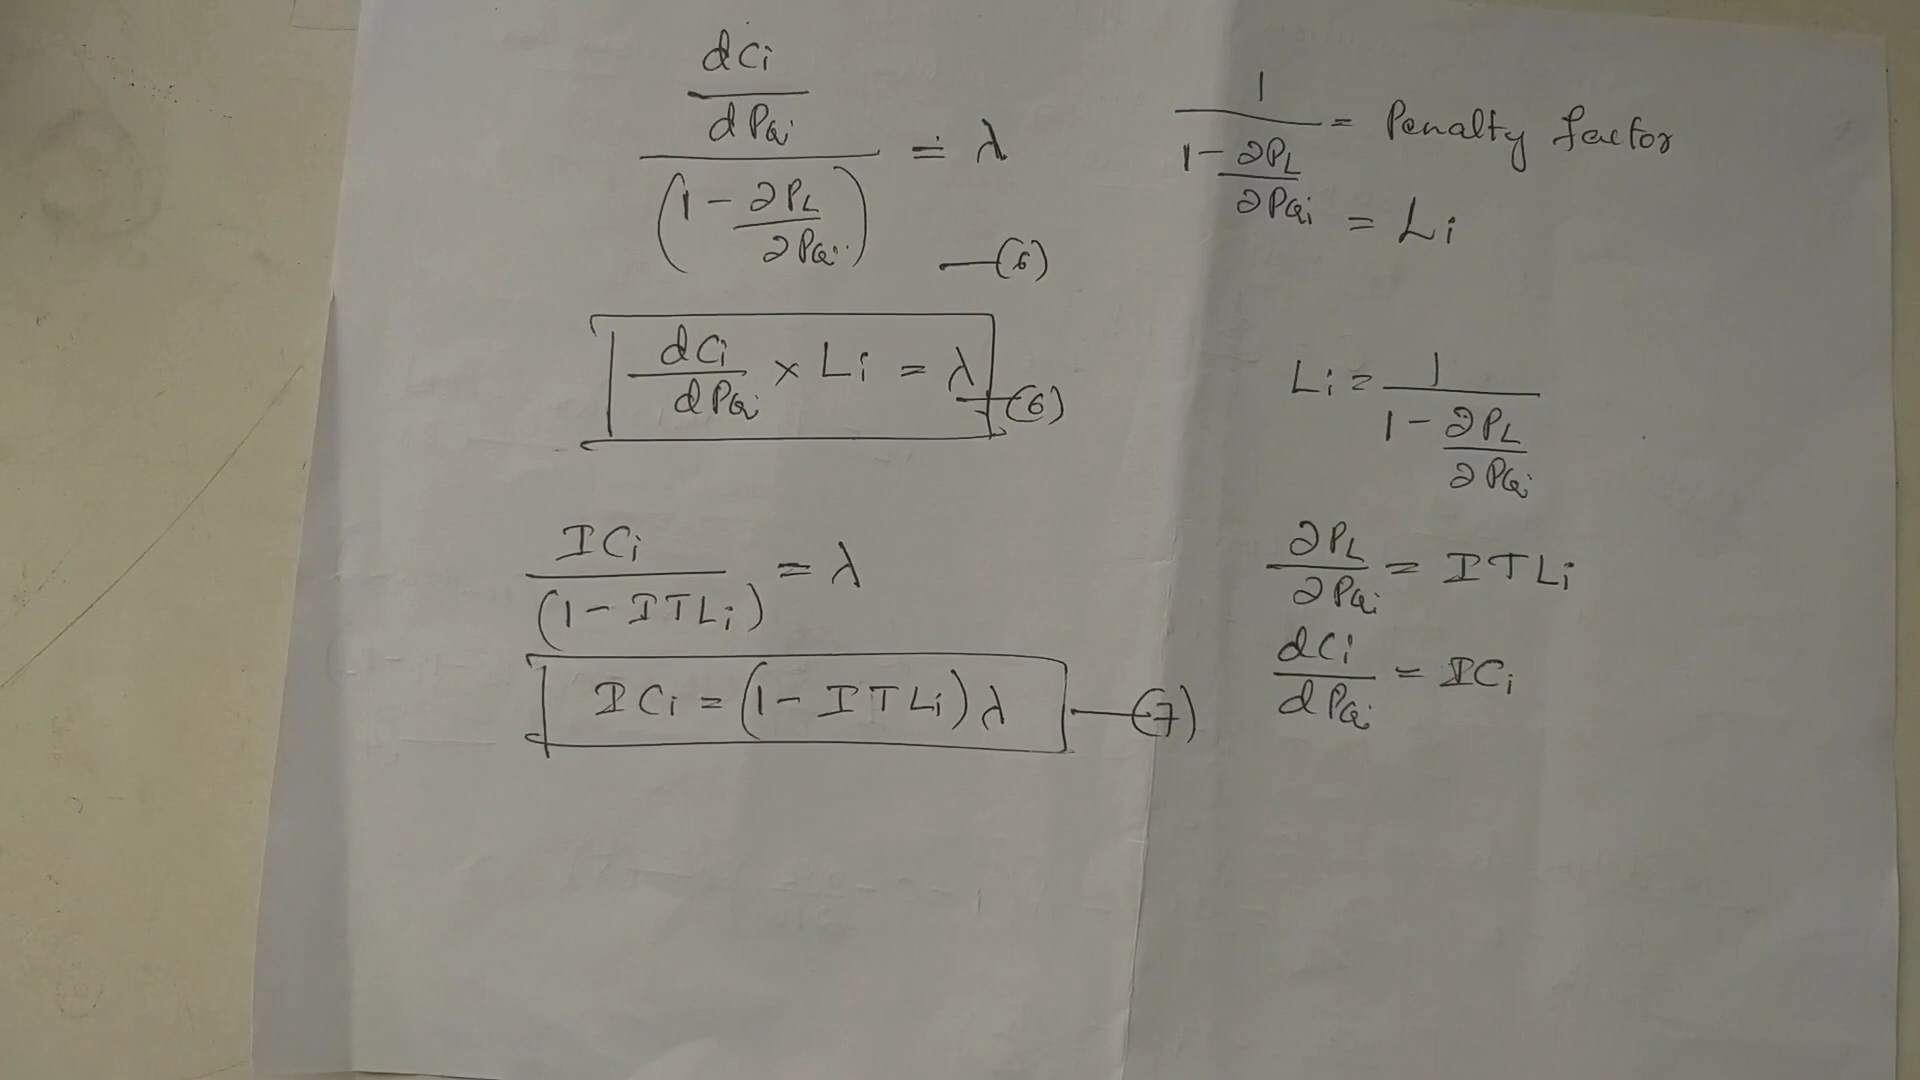 dCi/dPGi / (1 - ∂PL/∂PGi) = λ —(6)
dCi/dPGi × Li = λ —(6)
ICi/(1 - ITLi) = λ
ICi = (1 - ITLi) λ —(7)
1/(1 - ∂PL/∂PGi) = Penalty factor
= Li
Li = 1/(1 - ∂PL/∂PGi)
∂PL/∂PGi = ITLi
dCi/dPGi = ICi